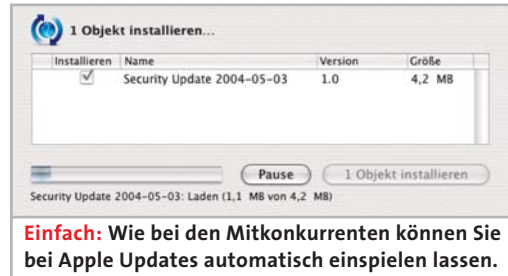 1 Objekt installieren...
Installieren Name Version Größe
Security Update 2004-05-03 1.0 4,2 MB
Pause 1 Objekt installieren
Security Update 2004-05-03: Laden (1,1 MB von 4,2 MB)
Einfach: Wie bei den Mitkonkurrenten können Sie
bei Apple Updates automatisch einspielen lassen.